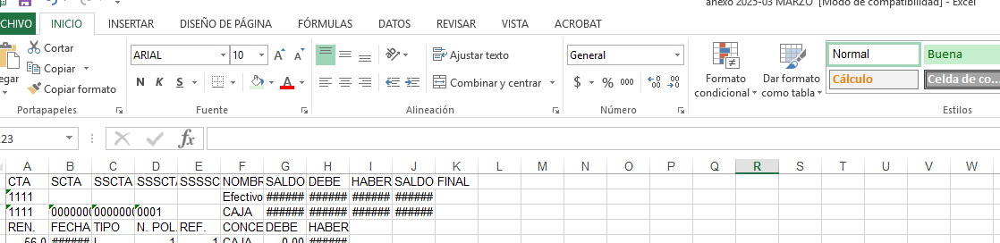 anexo 2025-03 MARZO [Modo de compatibilidad] - Excel
CHIVO INICIO INSERTAR DISEÑO DE PÁGINA FÓRMULAS DATOS REVISAR VISTA ACROBAT
Cortar
Copiar
Copiar formato
egar
Portapapeles
ARIAL 10 A A
N K S A
Fuente
Ajustar texto
Combinar y centrar
Alineación
General
$ % 000 ,00 ,00
Número
Formato condicional
Dar formato como tabla
Normal Buena
Cálculo Celda de co...
Estilos
23 fx
A B C D E F G H I J K L M N O P Q R S T U V W
CTA SCTA SSCTA SSSCTA SSSSC NOMBR SALDO DEBE HABER SALDO FINAL
1111 Efectivo ###### ###### ###### ######
1111 0000000 0000000 0001 CAJA ###### ###### ###### ######
REN. FECHA TIPO N. POL. REF. CONCE DEBE HABER
56.0 ###### I 1 1 CAJA 0.00 ######